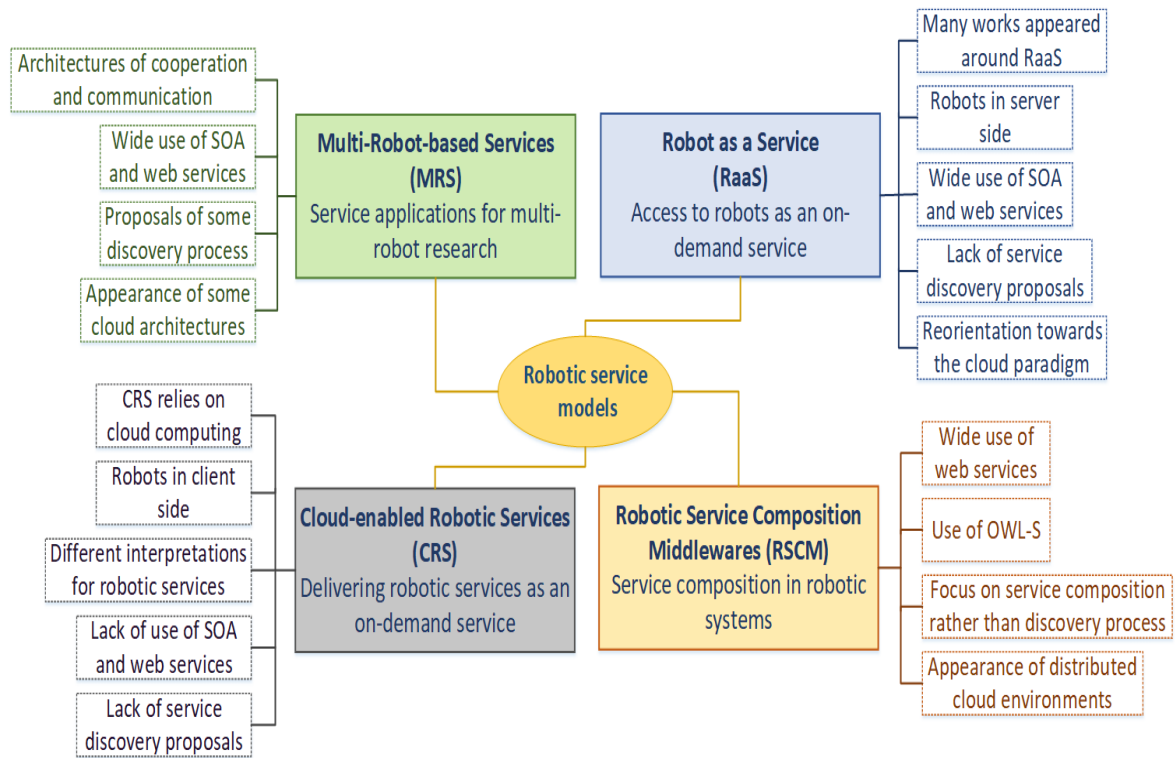 Architectures of cooperation
and communication
Wide use of SOA
and web services
Proposals of some
discovery process
Appearance of some
cloud architectures
Multi-Robot-based Services
(MRS)
Service applications for multi-
robot research
Robot as a Service
(RaaS)
Access to robots as an on-
demand service
Many works appeared
around RaaS
Robots in server
side
Wide use of SOA
and web services
Lack of service
discovery proposals
Reorientation towards
the cloud paradigm
Robotic service
models
CRS relies on
cloud computing
Robots in client
side
Different interpretations
for robotic services
Lack of use of SOA
and web services
Lack of service
discovery proposals
Cloud-enabled Robotic Services
(CRS)
Delivering robotic services as an
on-demand service
Robotic Service Composition
Middlewares (RSCM)
Service composition in robotic
systems
Wide use of
web services
Use of OWL-S
Focus on service composition
rather than discovery process
Appearance of distributed
cloud environments